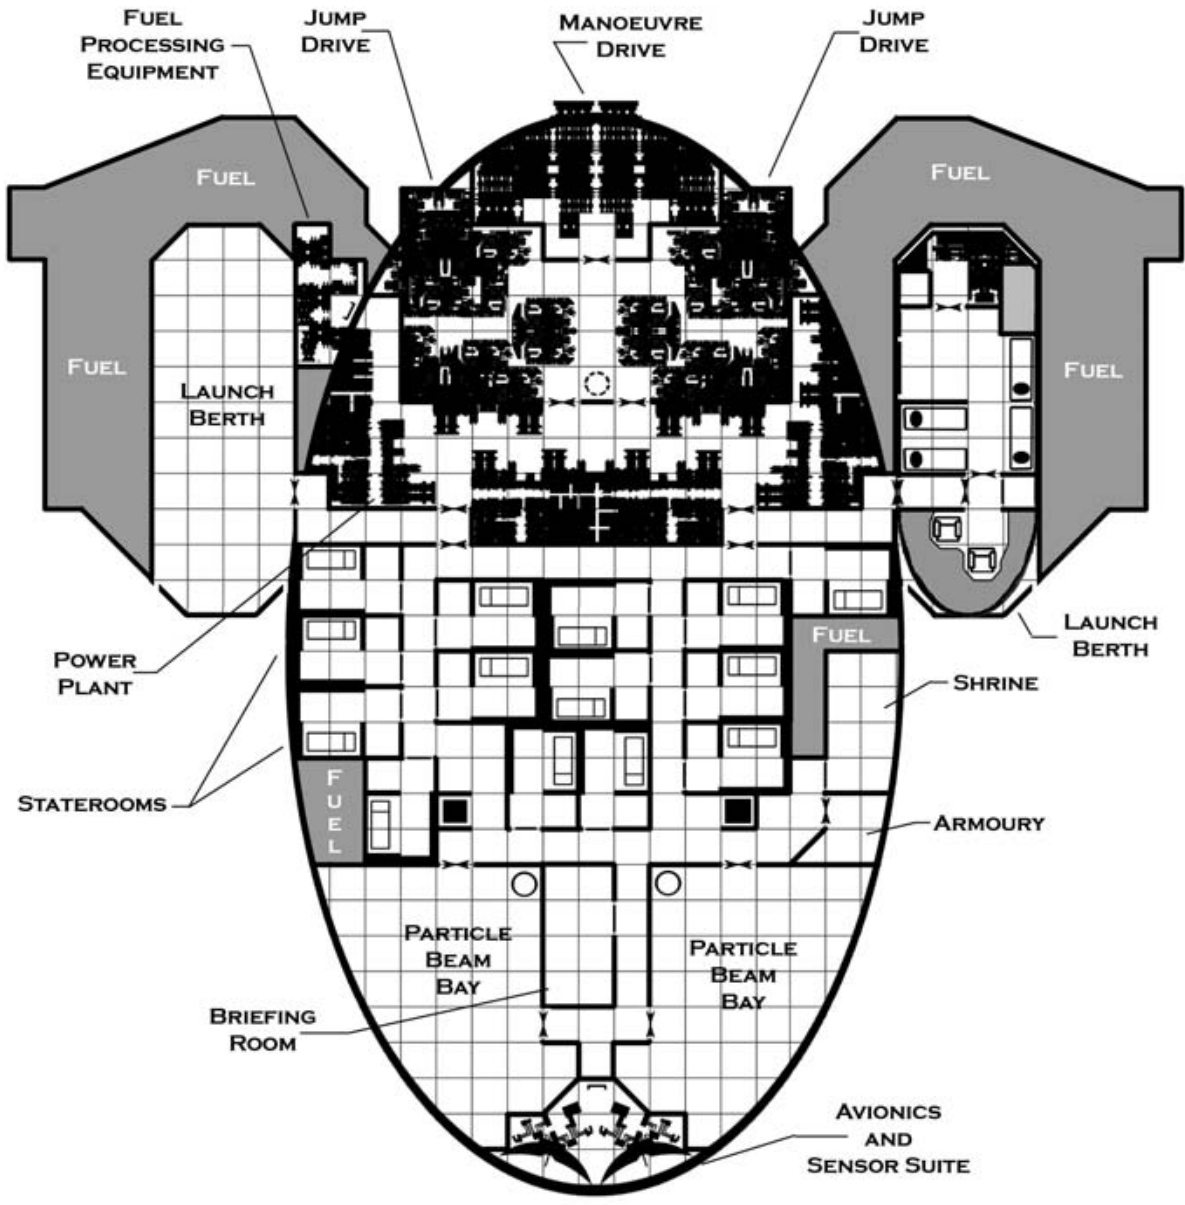 FUEL
PROCESSING
EQUIPMENT
JUMP
DRIVE
MANOEUVRE
DRIVE
JUMP
DRIVE
FUEL
FUEL
FUEL
FUEL
LAUNCH
BERTH
FUEL
LAUNCH
BERTH
POWER
PLANT
SHRINE
STATEROOMS
F
U
E
L
ARMOURY
PARTICLE
BEAM
BAY
PARTICLE
BEAM
BAY
BRIEFING
ROOM
AVIONICS
AND
SENSOR SUITE